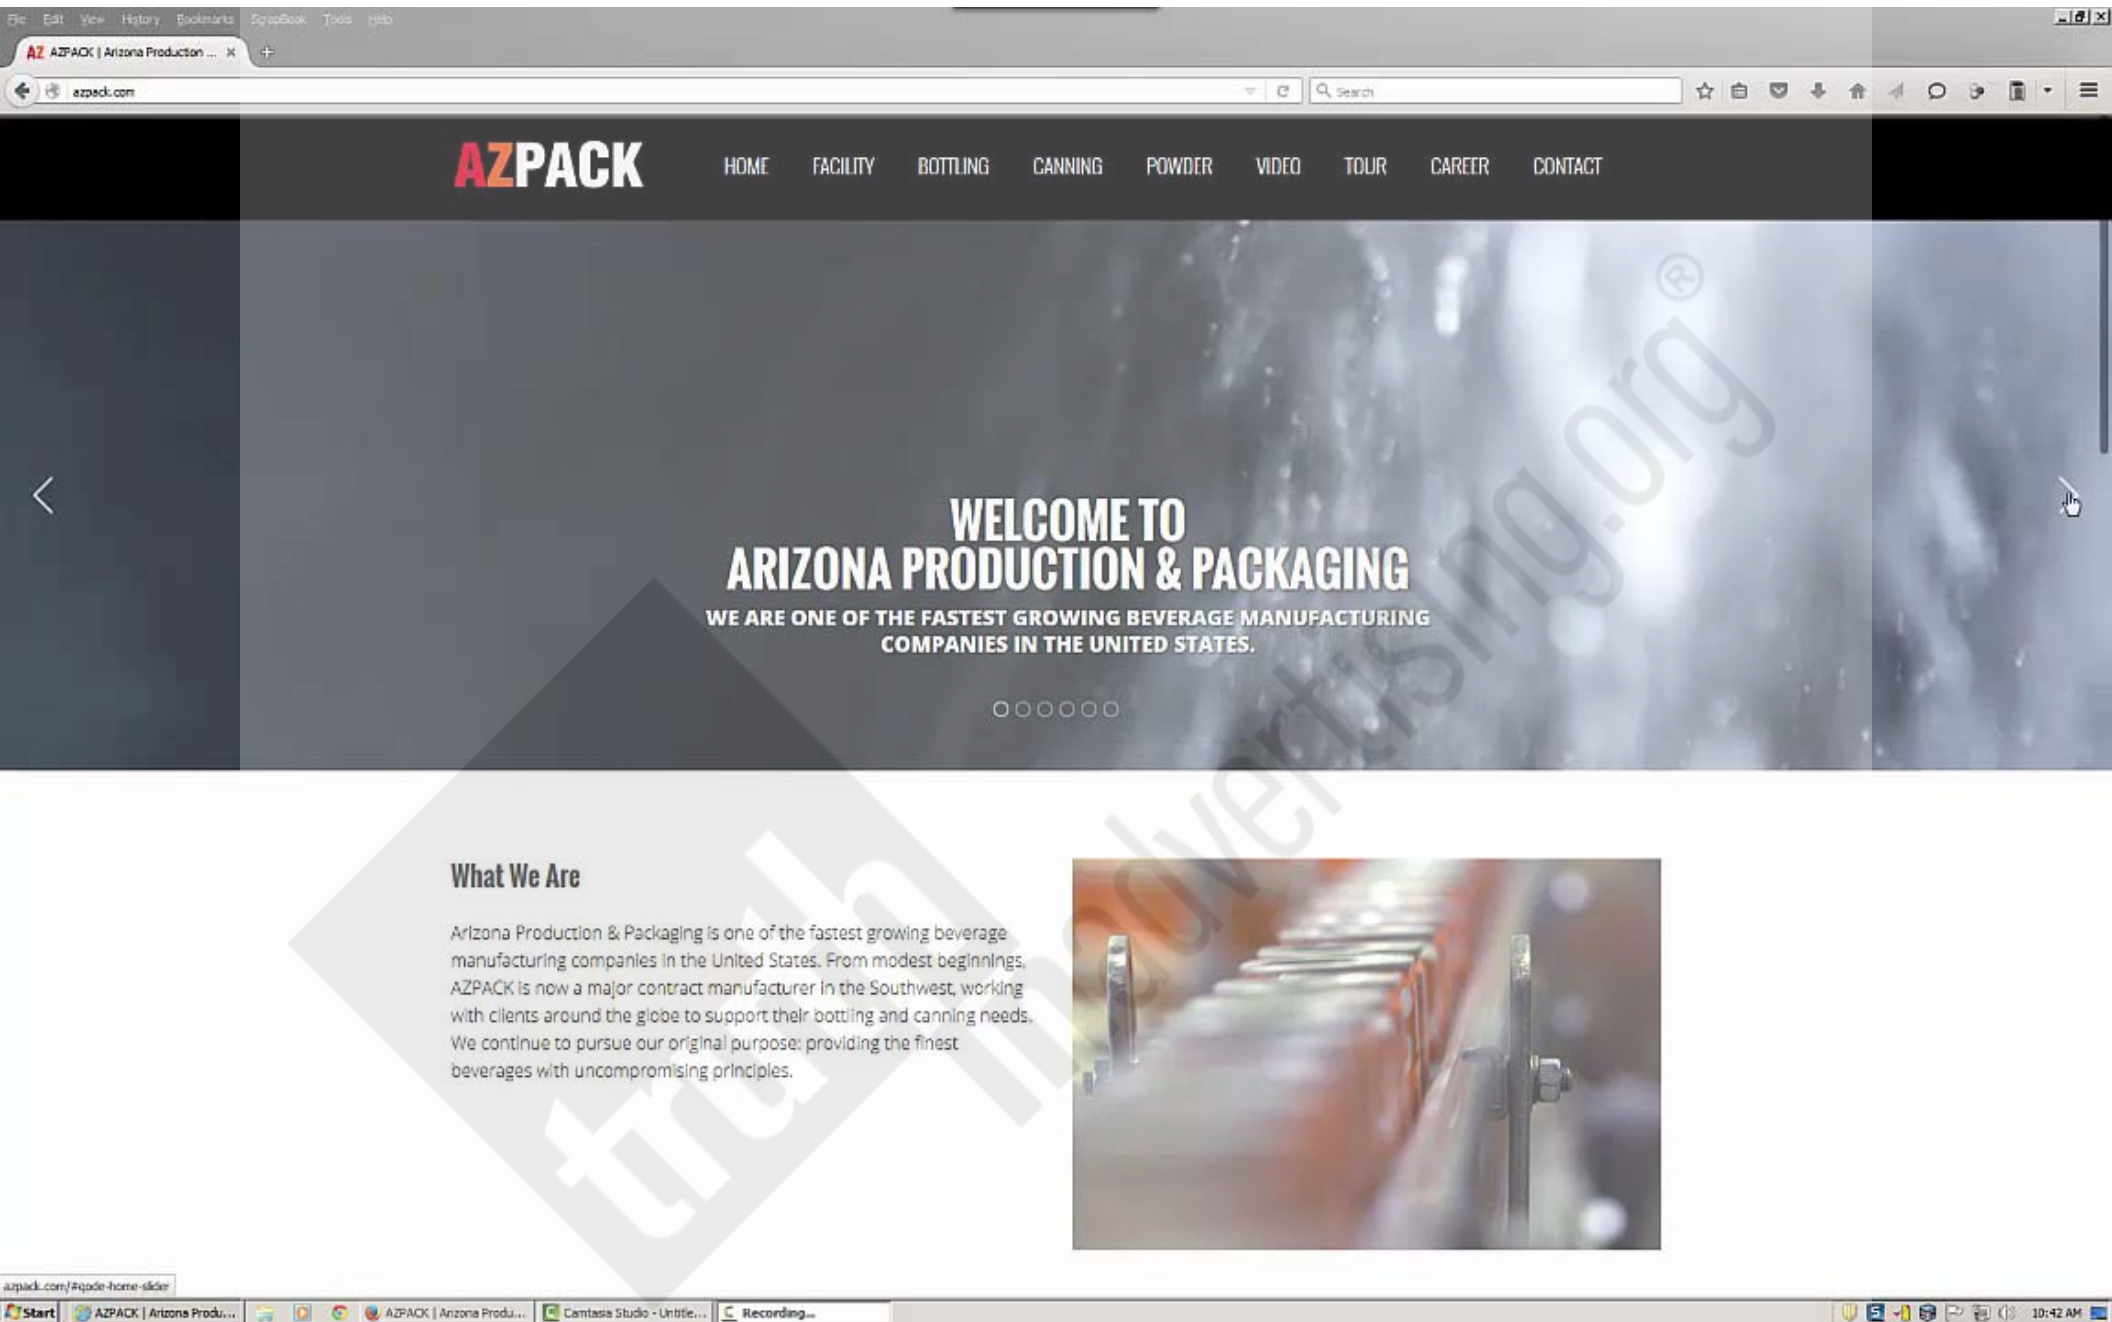 File Edit View History Bookmarks ScrapBook Tools Help
AZ AZPACK | Arizona Production ...
azpack.com
Search
AZPACK
HOME FACILITY BOTTLING CANNING POWDER VIDEO TOUR CAREER CONTACT
WELCOME TO
ARIZONA PRODUCTION & PACKAGING
WE ARE ONE OF THE FASTEST GROWING BEVERAGE MANUFACTURING
COMPANIES IN THE UNITED STATES.
What We Are
Arizona Production & Packaging is one of the fastest growing beverage
manufacturing companies in the United States. From modest beginnings,
AZPACK is now a major contract manufacturer in the Southwest, working
with clients around the globe to support their bottling and canning needs.
We continue to pursue our original purpose: providing the finest
beverages with uncompromising principles.
truth
inadvertising.org®
azpack.com/#qode-home-slider
Start AZPACK | Arizona Produ... AZPACK | Arizona Produ... Camtasia Studio - Untitle... Recording... 10:42 AM